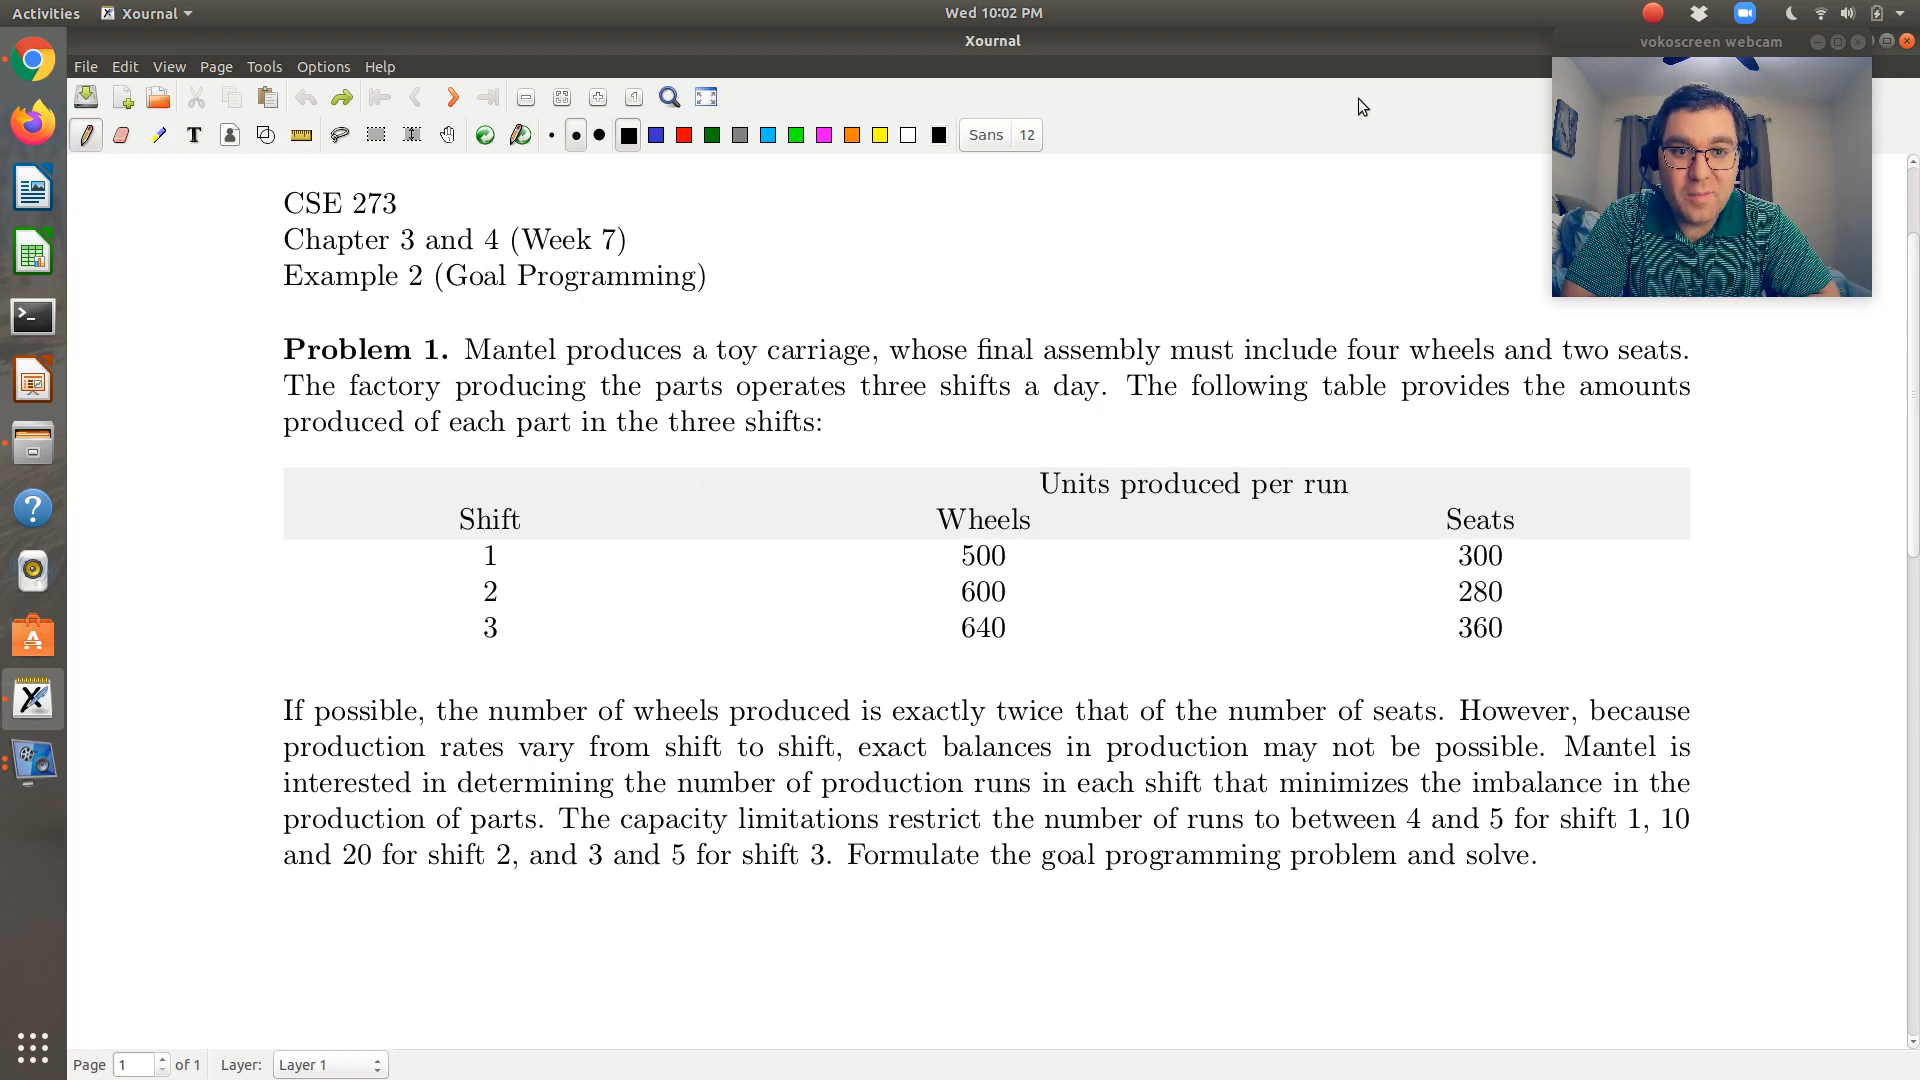 Activities Xournal Wed 10:02 PM
Xournal
vokoscreen webcam
File Edit View Page Tools Options Help
T Sans 12
CSE 273
Chapter 3 and 4 (Week 7)
Example 2 (Goal Programming)
Problem 1. Mantel produces a toy carriage, whose final assembly must include four wheels and two seats.
The factory producing the parts operates three shifts a day. The following table provides the amounts
produced of each part in the three shifts:
Units produced per run
Shift Wheels Seats
1 500 300
2 600 280
3 640 360
If possible, the number of wheels produced is exactly twice that of the number of seats. However, because
production rates vary from shift to shift, exact balances in production may not be possible. Mantel is
interested in determining the number of production runs in each shift that minimizes the imbalance in the
production of parts. The capacity limitations restrict the number of runs to between 4 and 5 for shift 1, 10
and 20 for shift 2, and 3 and 5 for shift 3. Formulate the goal programming problem and solve.
Page 1 of 1 Layer: Layer 1